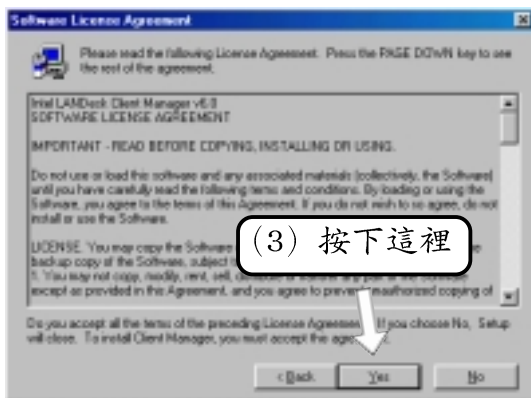 Software License Agreement
Please read the following License Agreement. Press the PAGE DOWN key to see
the rest of the agreement.
Intel LANDesk Client Manager v6.0
SOFTWARE LICENSE AGREEMENT
IMPORTANT - READ BEFORE COPYING, INSTALLING OR USING.
Do not use or load this software and any associated materials (collectively, the Software)
until you have carefully read the following terms and conditions. By loading or using the
Software, you agree to the terms of this Agreement. If you do not wish to so agree, do not
install or use the Software.
(3) 按下這裡
LICENSE. You may copy the Software
backup copy of the Software, subject
1. You may not copy, modify, rent, sell, any part of the Software
except as provided in this Agreement, and you agree to prevent unauthorized copying of
Do you accept all the terms of the preceding License Agreement If you choose No, Setup
will close. To install Client Manager, you must accept the
< Back
Yes
No